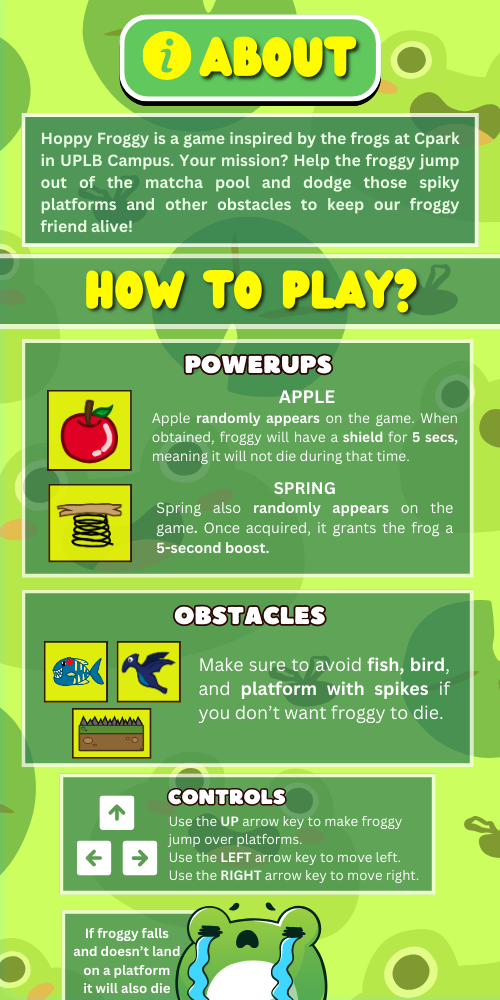 i ABOUT
Hoppy Froggy is a game inspired by the frogs at Cpark
in UPLB Campus. Your mission? Help the froggy jump
out of the matcha pool and dodge those spiky
platforms and other obstacles to keep our froggy
friend alive!
HOW TO PLAY?
POWERUPS
APPLE
Apple randomly appears on the game. When
obtained, froggy will have a shield for 5 secs,
meaning it will not die during that time.
SPRING
Spring also randomly appears on the
game. Once acquired, it grants the frog a
5-second boost.
OBSTACLES
Make sure to avoid fish, bird,
and platform with spikes if
you don't want froggy to die.
CONTROLS
Use the UP arrow key to make froggy
jump over platforms.
Use the LEFT arrow key to move left.
Use the RIGHT arrow key to move right.
If froggy falls
and doesn't land
on a platform
it will also die